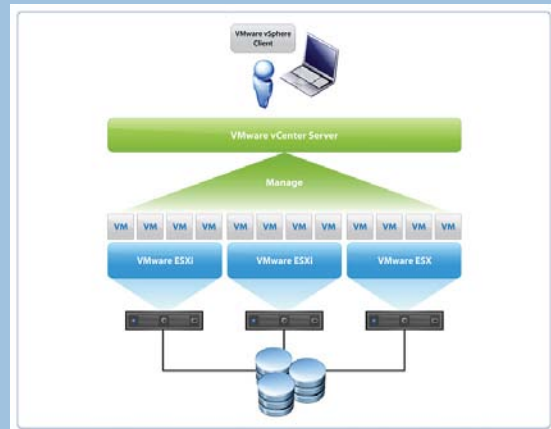 VMware vSphere
Client
VMware vCenter Server
Manage
VM VM VM VM VM VM VM VM VM VM VM VM
VMware ESXi VMware ESXi VMware ESX